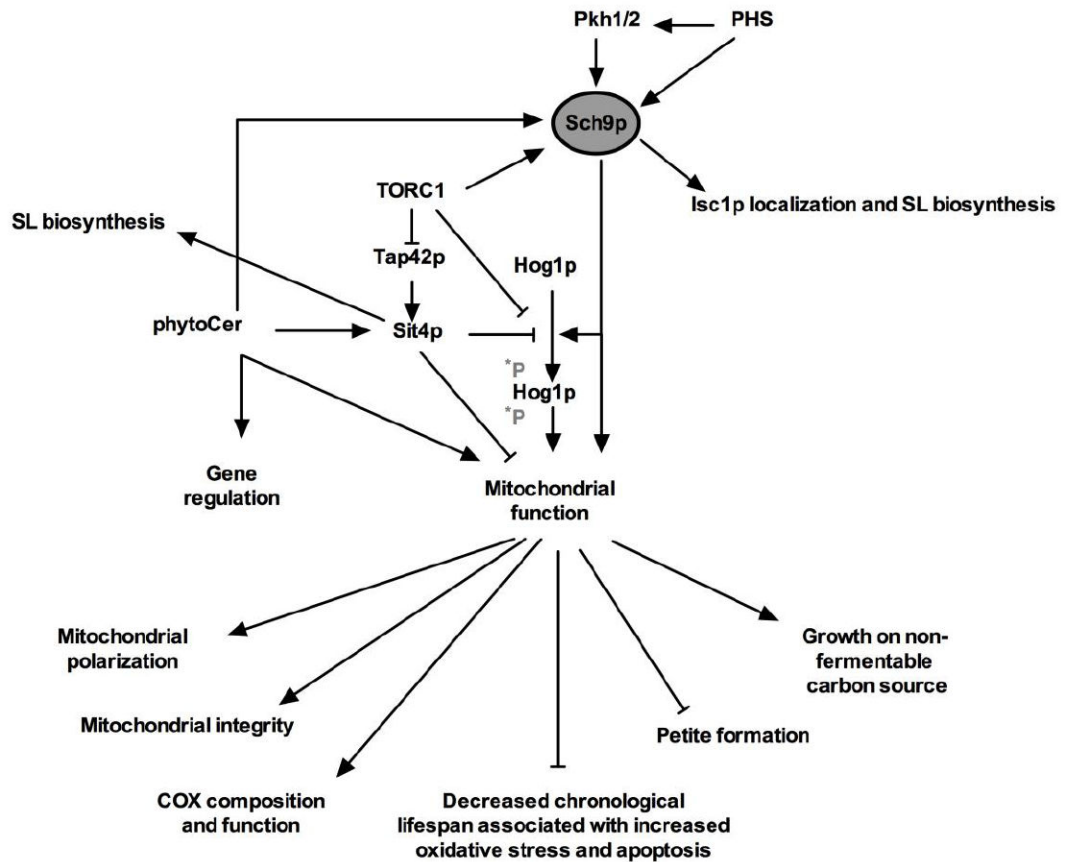 Pkh1/2
PHS
Sch9p
TORC1
Isc1p localization and SL biosynthesis
SL biosynthesis
Tap42p
Hog1p
phytoCer
Sit4p
*P
Hog1p
*P
Gene
regulation
Mitochondrial
function
Mitochondrial
polarization
Growth on non-
fermentable
carbon source
Mitochondrial integrity
Petite formation
COX composition
and function
Decreased chronological
lifespan associated with increased
oxidative stress and apoptosis